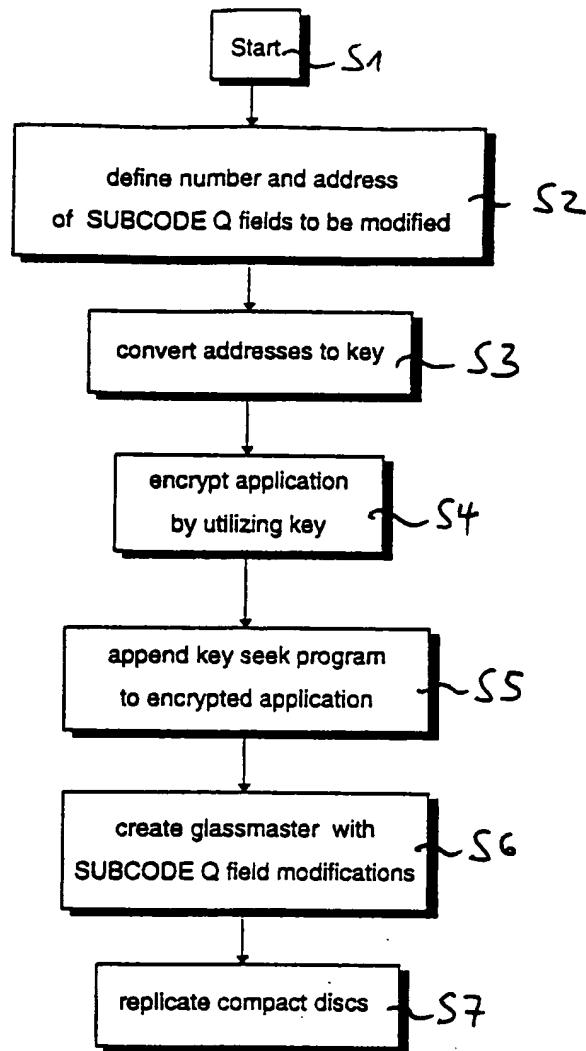 Start S1
define number and address
of SUBCODE Q fields to be modified S2
convert addresses to key S3
encrypt application
by utilizing key S4
append key seek program
to encrypted application S5
create glassmaster with
SUBCODE Q field modifications S6
replicate compact discs S7